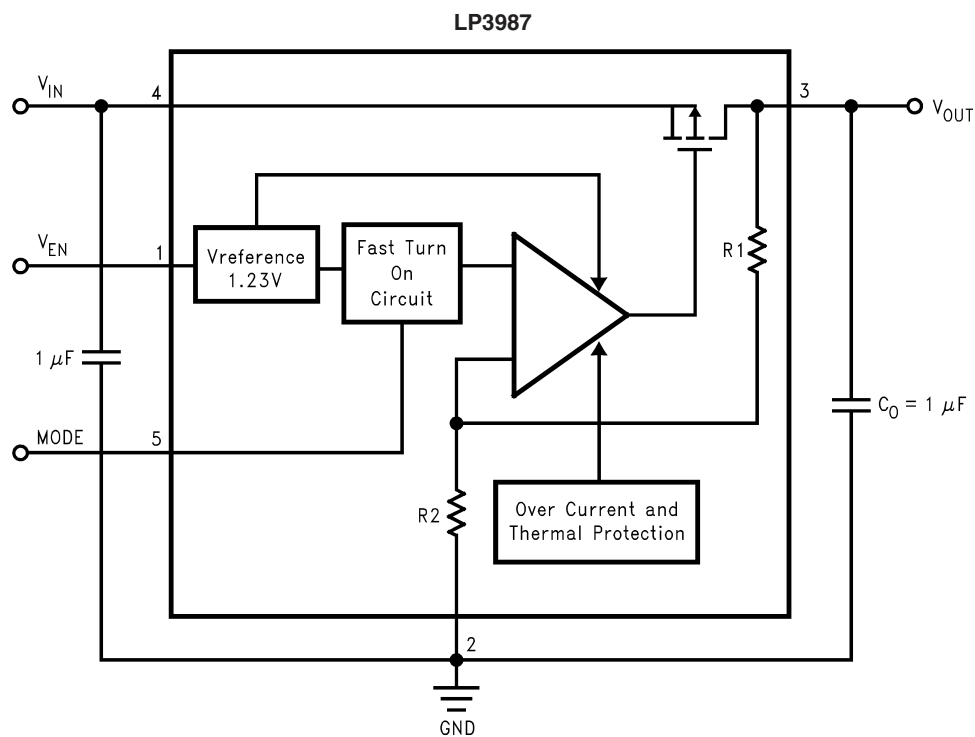 LP3987
V_IN
4
3
V_OUT
V_EN
1
Vreference
1.23V
Fast Turn
On
Circuit
R1
1 μF
C_O = 1 μF
MODE
5
R2
Over Current and
Thermal Protection
2
GND